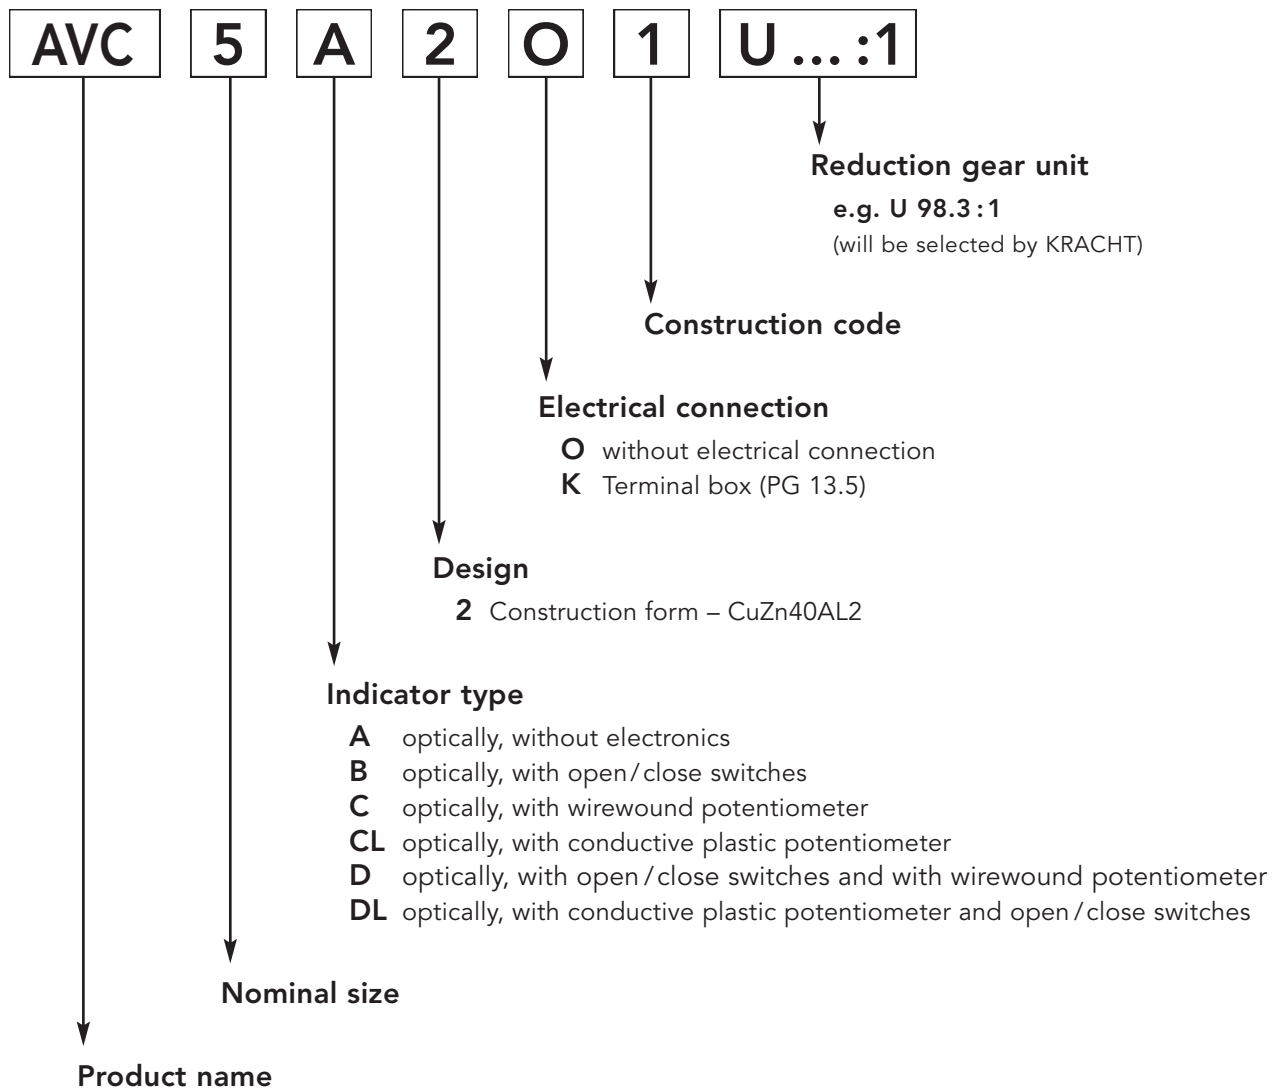 AVC 5 A 2 O 1 U ... :1
Reduction gear unit
e.g. U 98.3 : 1
(will be selected by KRACHT)
Construction code
Electrical connection
O without electrical connection
K Terminal box (PG 13.5)
Design
2 Construction form – CuZn40AL2
Indicator type
A optically, without electronics
B optically, with open / close switches
C optically, with wirewound potentiometer
CL optically, with conductive plastic potentiometer
D optically, with open / close switches and with wirewound potentiometer
DL optically, with conductive plastic potentiometer and open / close switches
Nominal size
Product name